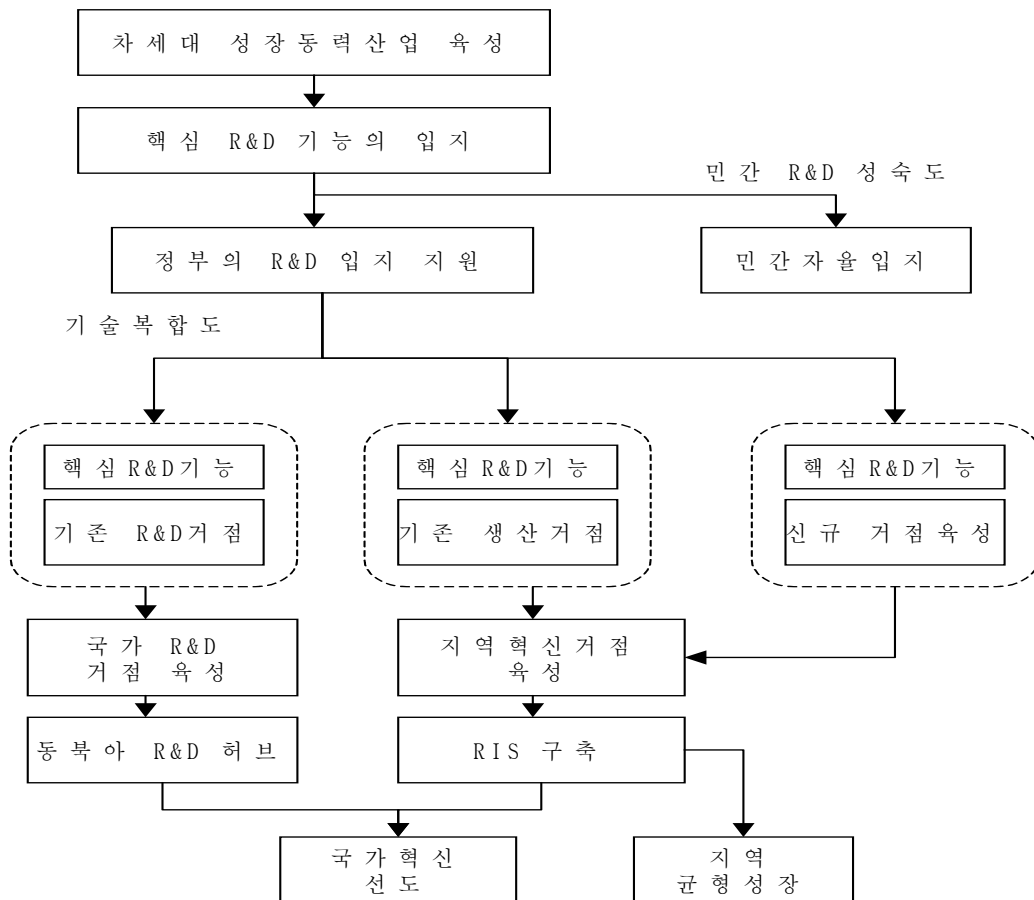 차세대 성장동력산업 육성
핵심 R&D 기능의 입지
민간 R&D 성숙도
정부의 R&D 입지 지원
민간자율입지
기술복합도
핵심R&D기능
기존 R&D거점
핵심R&D기능
기존 생산거점
핵심R&D기능
신규 거점육성
국가 R&D
거점 육성
지역혁신거점
육성
동북아 R&D 허브
RIS 구축
국가혁신
선도
지역
균형성장